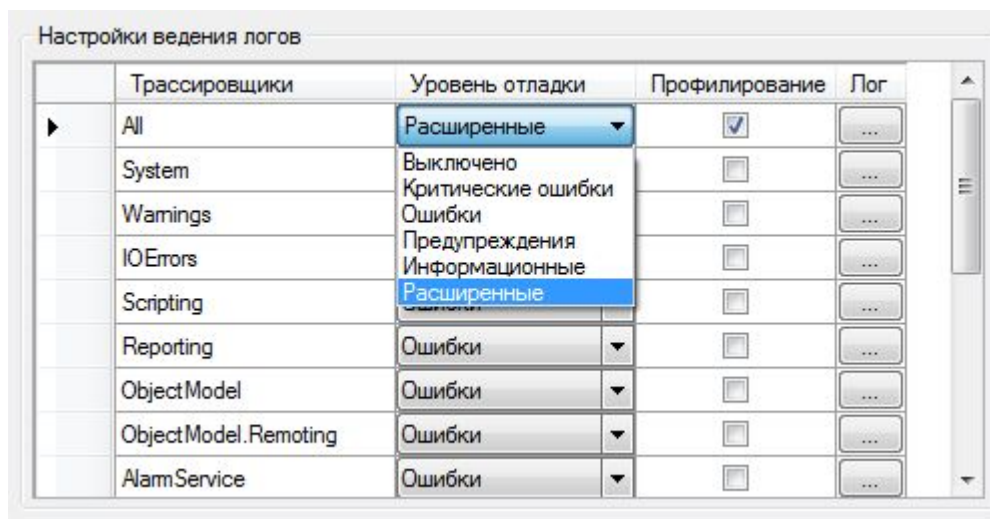 Настройки ведения логов
Трассировщики Уровень отладки Профилирование Лог
All Расширенные ...
Выключено
System ...
Критические ошибки
Warnings Ошибки ...
Предупреждения
IOErrors ...
Информационные
Расширенные
Scripting Ошибки ...
Reporting Ошибки ...
ObjectModel Ошибки ...
ObjectModel.Remoting Ошибки ...
AlarmService Ошибки ...